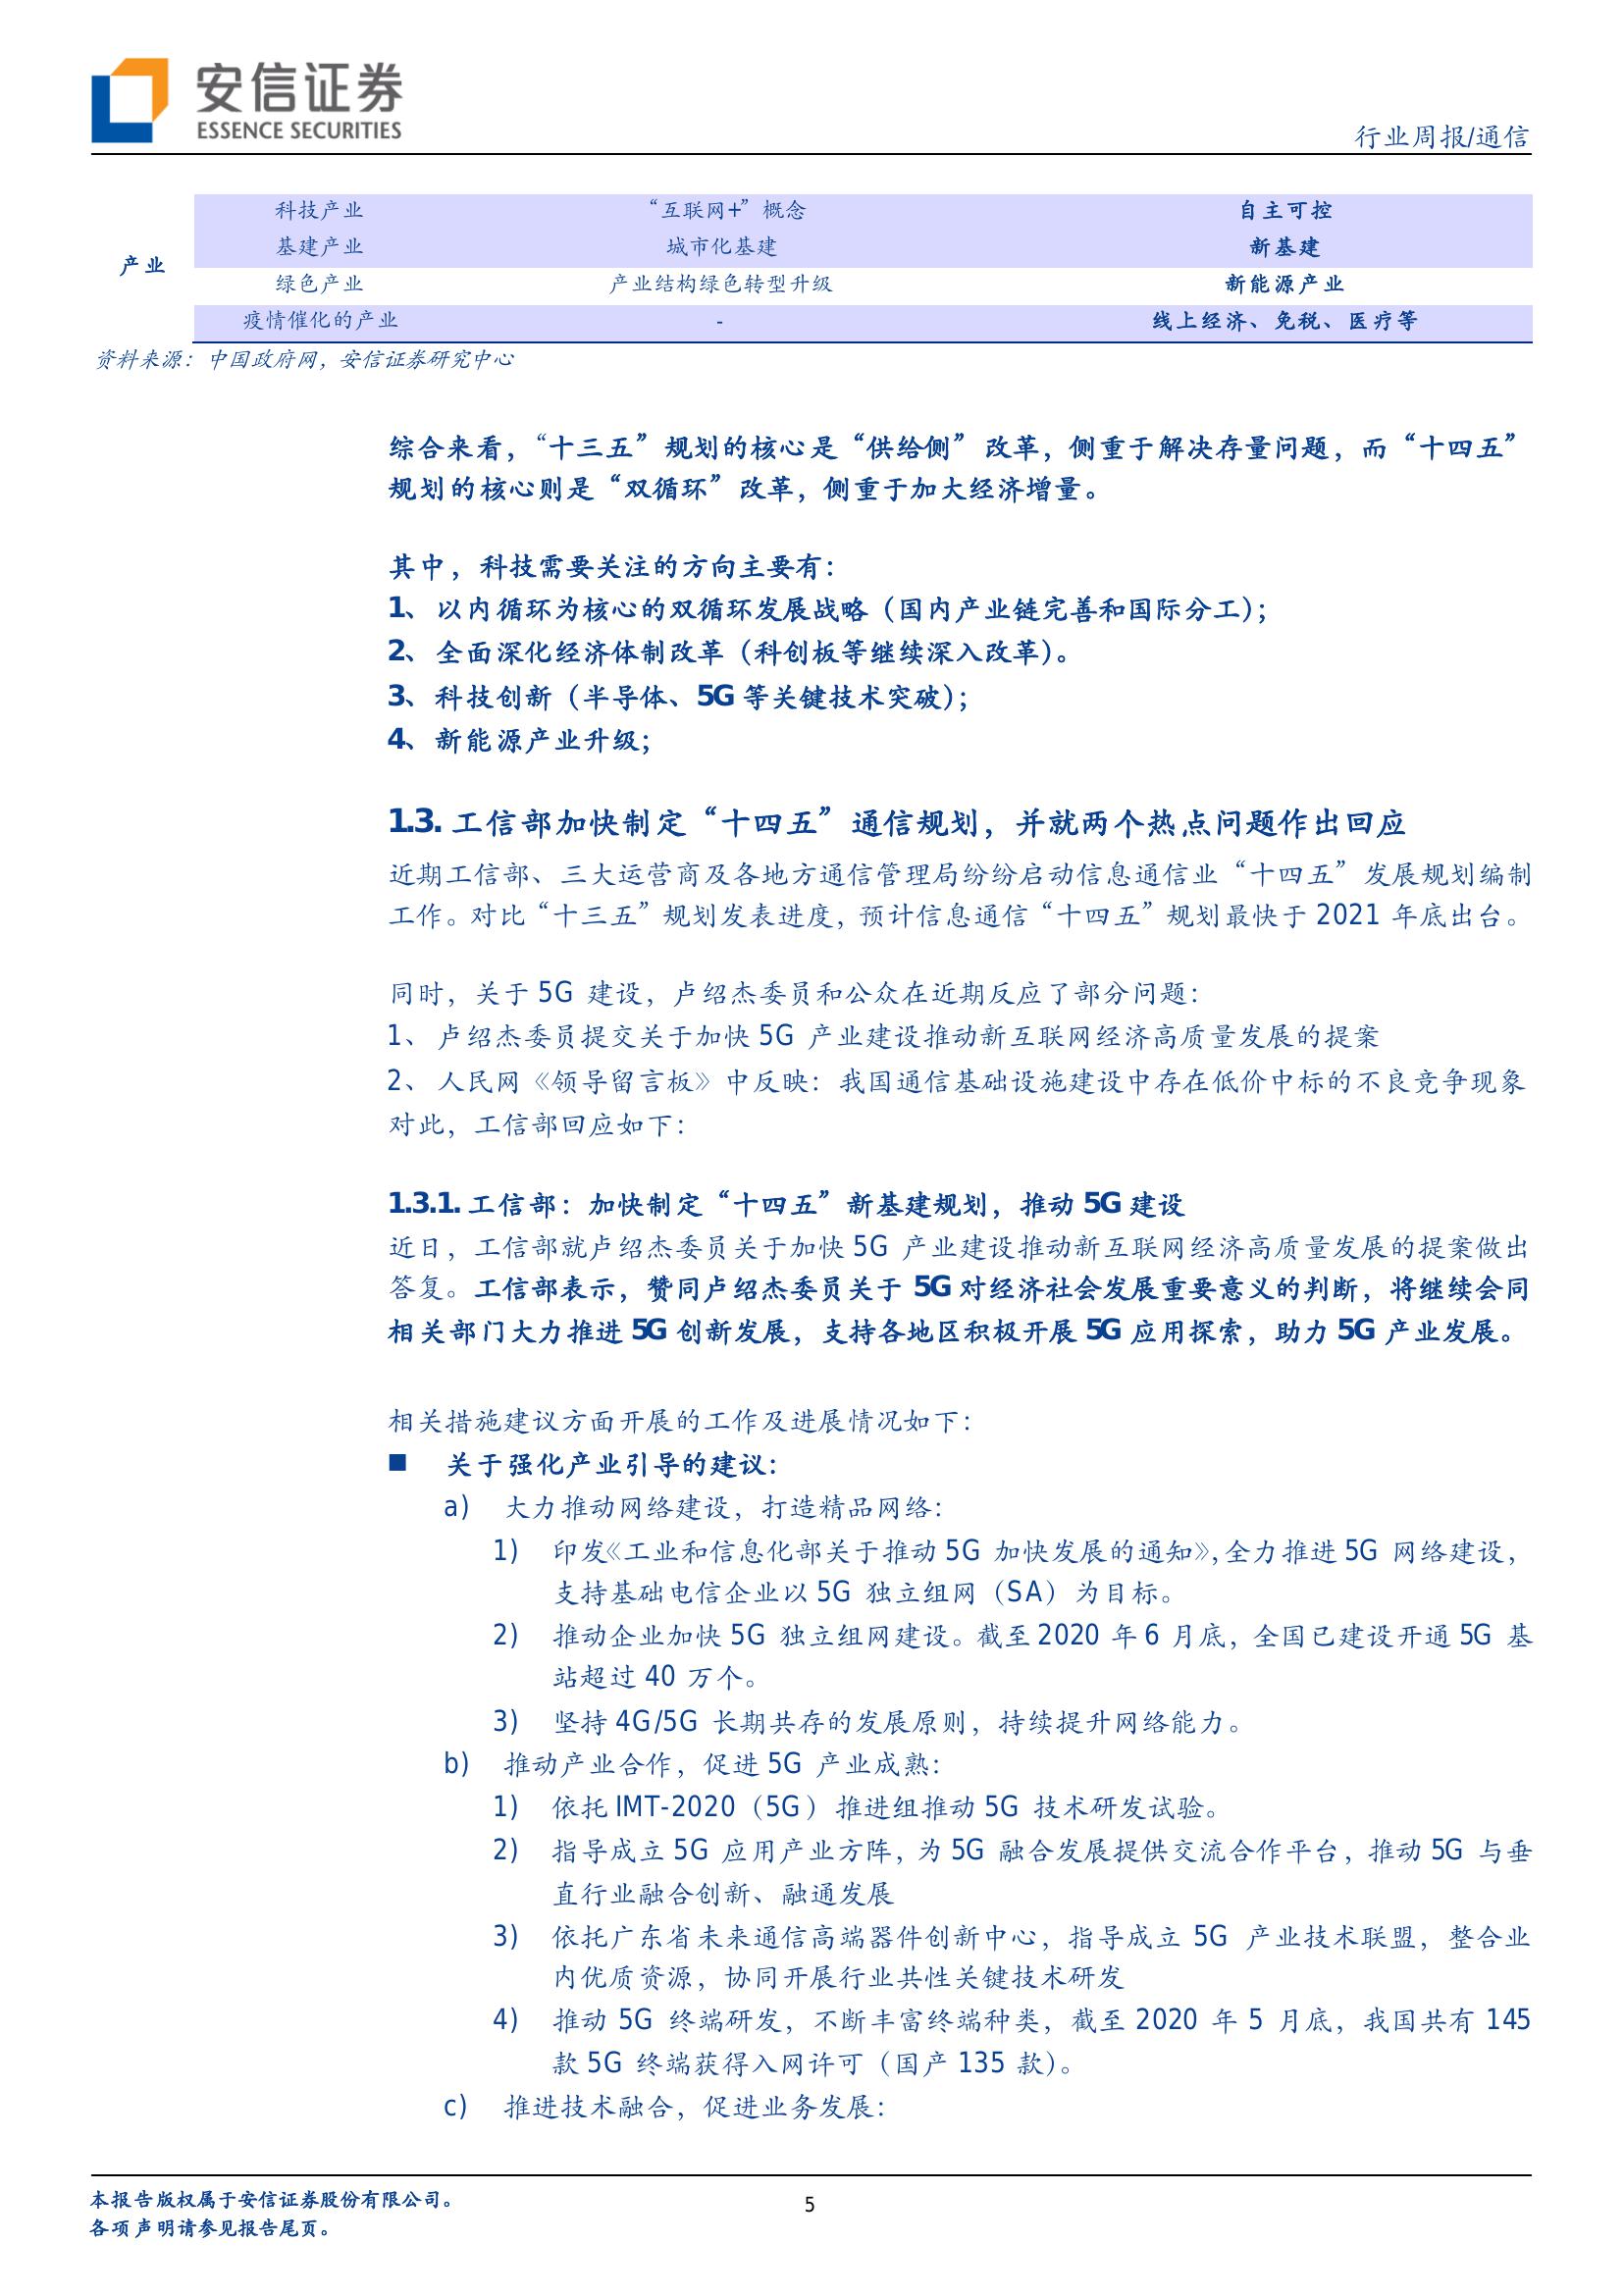 安信证券
ESSENCE SECURITIES
行业周报/通信
产业
科技产业 “互联网+”概念 自主可控
基建产业 城市化基建 新基建
绿色产业 产业结构绿色转型升级 新能源产业
疫情催化的产业 - 线上经济、免税、医疗等
资料来源：中国政府网，安信证券研究中心
综合来看，“十三五”规划的核心是“供给侧”改革，侧重于解决存量问题，而“十四五”
规划的核心则是“双循环”改革，侧重于加大经济增量。
其中，科技需要关注的方向主要有：
1、以内循环为核心的双循环发展战略（国内产业链完善和国际分工）；
2、全面深化经济体制改革（科创板等继续深入改革）。
3、科技创新（半导体、5G 等关键技术突破）；
4、新能源产业升级；
1.3. 工信部加快制定“十四五”通信规划，并就两个热点问题作出回应
近期工信部、三大运营商及各地方通信管理局纷纷启动信息通信业“十四五”发展规划编制
工作。对比“十三五”规划发表进度，预计信息通信“十四五”规划最快于 2021 年底出台。
同时，关于 5G 建设，卢绍杰委员和公众在近期反应了部分问题：
1、 卢绍杰委员提交关于加快 5G 产业建设推动新互联网经济高质量发展的提案
2、 人民网《领导留言板》中反映：我国通信基础设施建设中存在低价中标的不良竞争现象
对此，工信部回应如下：
1.3.1. 工信部：加快制定“十四五”新基建规划，推动 5G 建设
近日，工信部就卢绍杰委员关于加快 5G 产业建设推动新互联网经济高质量发展的提案做出
答复。工信部表示，赞同卢绍杰委员关于 5G 对经济社会发展重要意义的判断，将继续会同
相关部门大力推进 5G 创新发展，支持各地区积极开展 5G 应用探索，助力 5G 产业发展。
相关措施建议方面开展的工作及进展情况如下：
■ 关于强化产业引导的建议：
a) 大力推动网络建设，打造精品网络：
1) 印发《工业和信息化部关于推动 5G 加快发展的通知》，全力推进 5G 网络建设，
支持基础电信企业以 5G 独立组网（SA）为目标。
2) 推动企业加快 5G 独立组网建设。截至 2020 年 6 月底，全国已建设开通 5G 基
站超过 40 万个。
3) 坚持 4G/5G 长期共存的发展原则，持续提升网络能力。
b) 推动产业合作，促进 5G 产业成熟：
1) 依托 IMT-2020（5G）推进组推动 5G 技术研发试验。
2) 指导成立 5G 应用产业方阵，为 5G 融合发展提供交流合作平台，推动 5G 与垂
直行业融合创新、融通发展
3) 依托广东省未来通信高端器件创新中心，指导成立 5G 产业技术联盟，整合业
内优质资源，协同开展行业共性关键技术研发
4) 推动 5G 终端研发，不断丰富终端种类，截至 2020 年 5 月底，我国共有 145
款 5G 终端获得入网许可（国产 135 款）。
c) 推进技术融合，促进业务发展：
本报告版权属于安信证券股份有限公司。
各项声明请参见报告尾页。
5